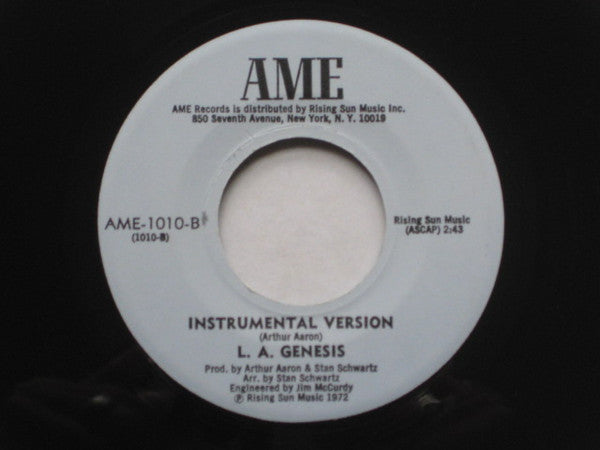 AME
AME Records is distributed by Rising Sun Music Inc.
850 Seventh Avenue, New York, N. Y. 10019
AME-1010-B
(1010-B)
Rising Sun Music
(ASCAP) 2:43
INSTRUMENTAL VERSION
(Arthur Aaron)
L. A. GENESIS
Prod. by Arthur Aaron & Stan Schwartz
Arr. by Stan Schwartz
Engineered by Jim McCurdy
℗ Rising Sun Music 1972